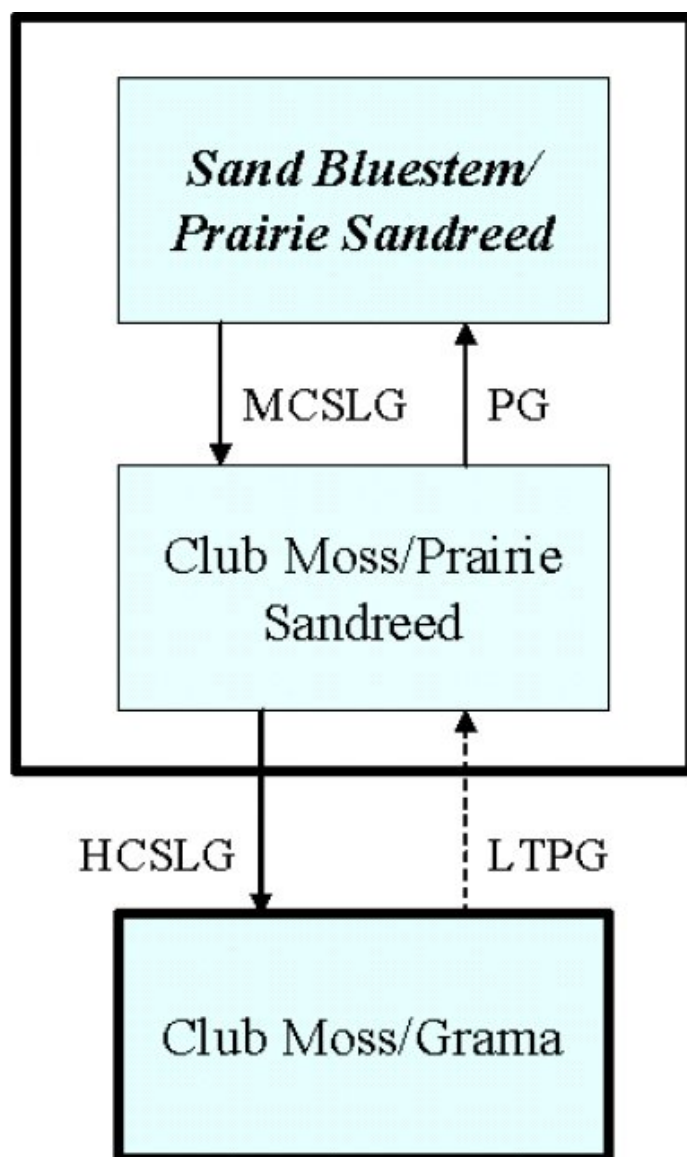 Sand Bluestem/
Prairie Sandreed
MCSLG
PG
Club Moss/Prairie
Sandreed
HCSLG
LTPG
Club Moss/Grama